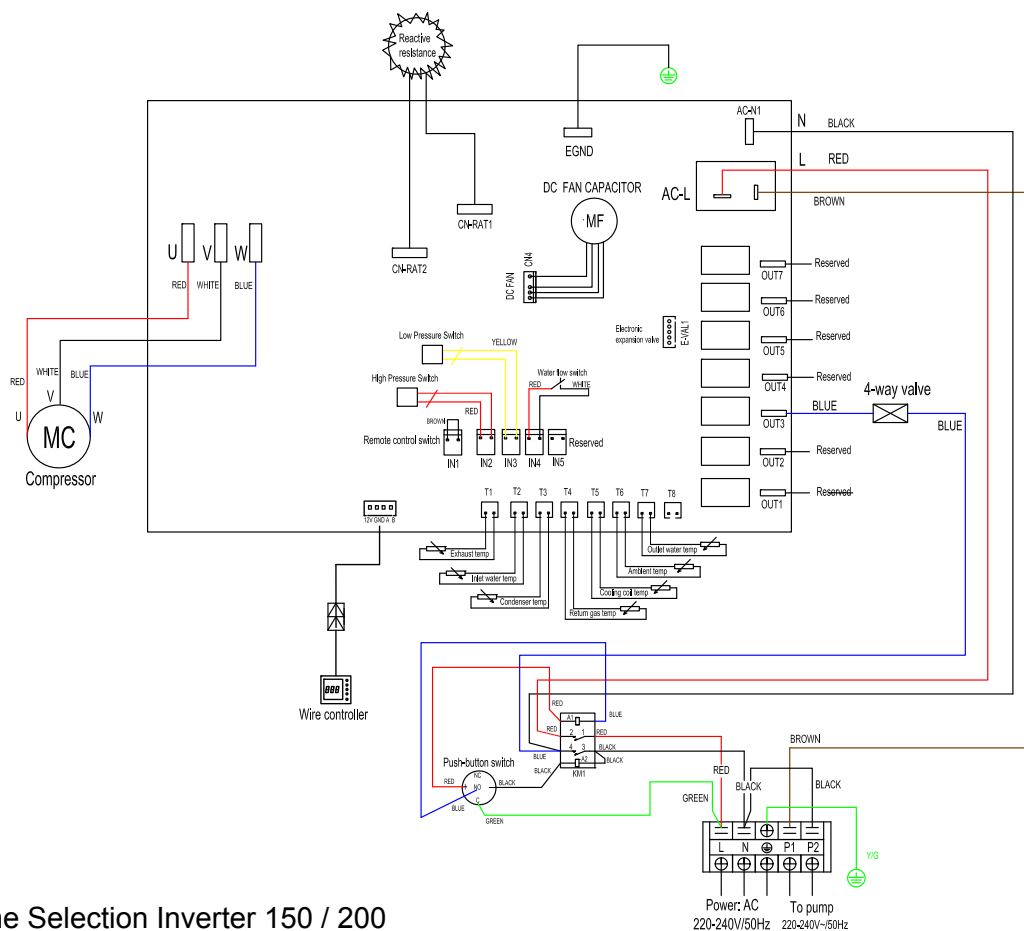 Reactive
resistance
AC-N1
N
BLACK
EGND
L
RED
DC FAN CAPACITOR
AC-L
MF
BROWN
CN-RAT1
U
V
W
CN4
DC FAN
CN-RAT2
Reserved
OUT7
RED
WHITE
BLUE
Reserved
OUT6
Electronic
expansion valve
E-VAL1
Low Pressure Switch
YELLOW
Reserved
OUT5
High Pressure Switch
Water flow switch
RED
WHITE
Reserved
OUT4
RED
WHITE
BLUE
4-way valve
U
V
W
RED
BROWN
BLUE
OUT3
BLUE
MC
Remote control switch
Reserved
IN1
IN2
IN3
IN4
IN5
Reserved
OUT2
Compressor
T1
T2
T3
T4
T5
T6
T7
T8
Reserved
OUT1
12V GND A B
Exhaust temp
Outlet water temp
Inlet water temp
Ambient temp
Condenser temp
Cooling coil temp
Return gas temp
Wire controller
RED
A1
BLUE
RED
2 1
RED
BLUE
4 3
BLACK
A2
BLACK
BLACK
KM1
BROWN
Push-button switch
NC
RED
NO
BLACK
C
BLUE
GREEN
RED
BLACK
BLACK
GREEN
L
N
P1
P2
Y/G
Power: AC
220-240V/50Hz
To pump
220-240V~/50Hz
ne Selection Inverter 150 / 200